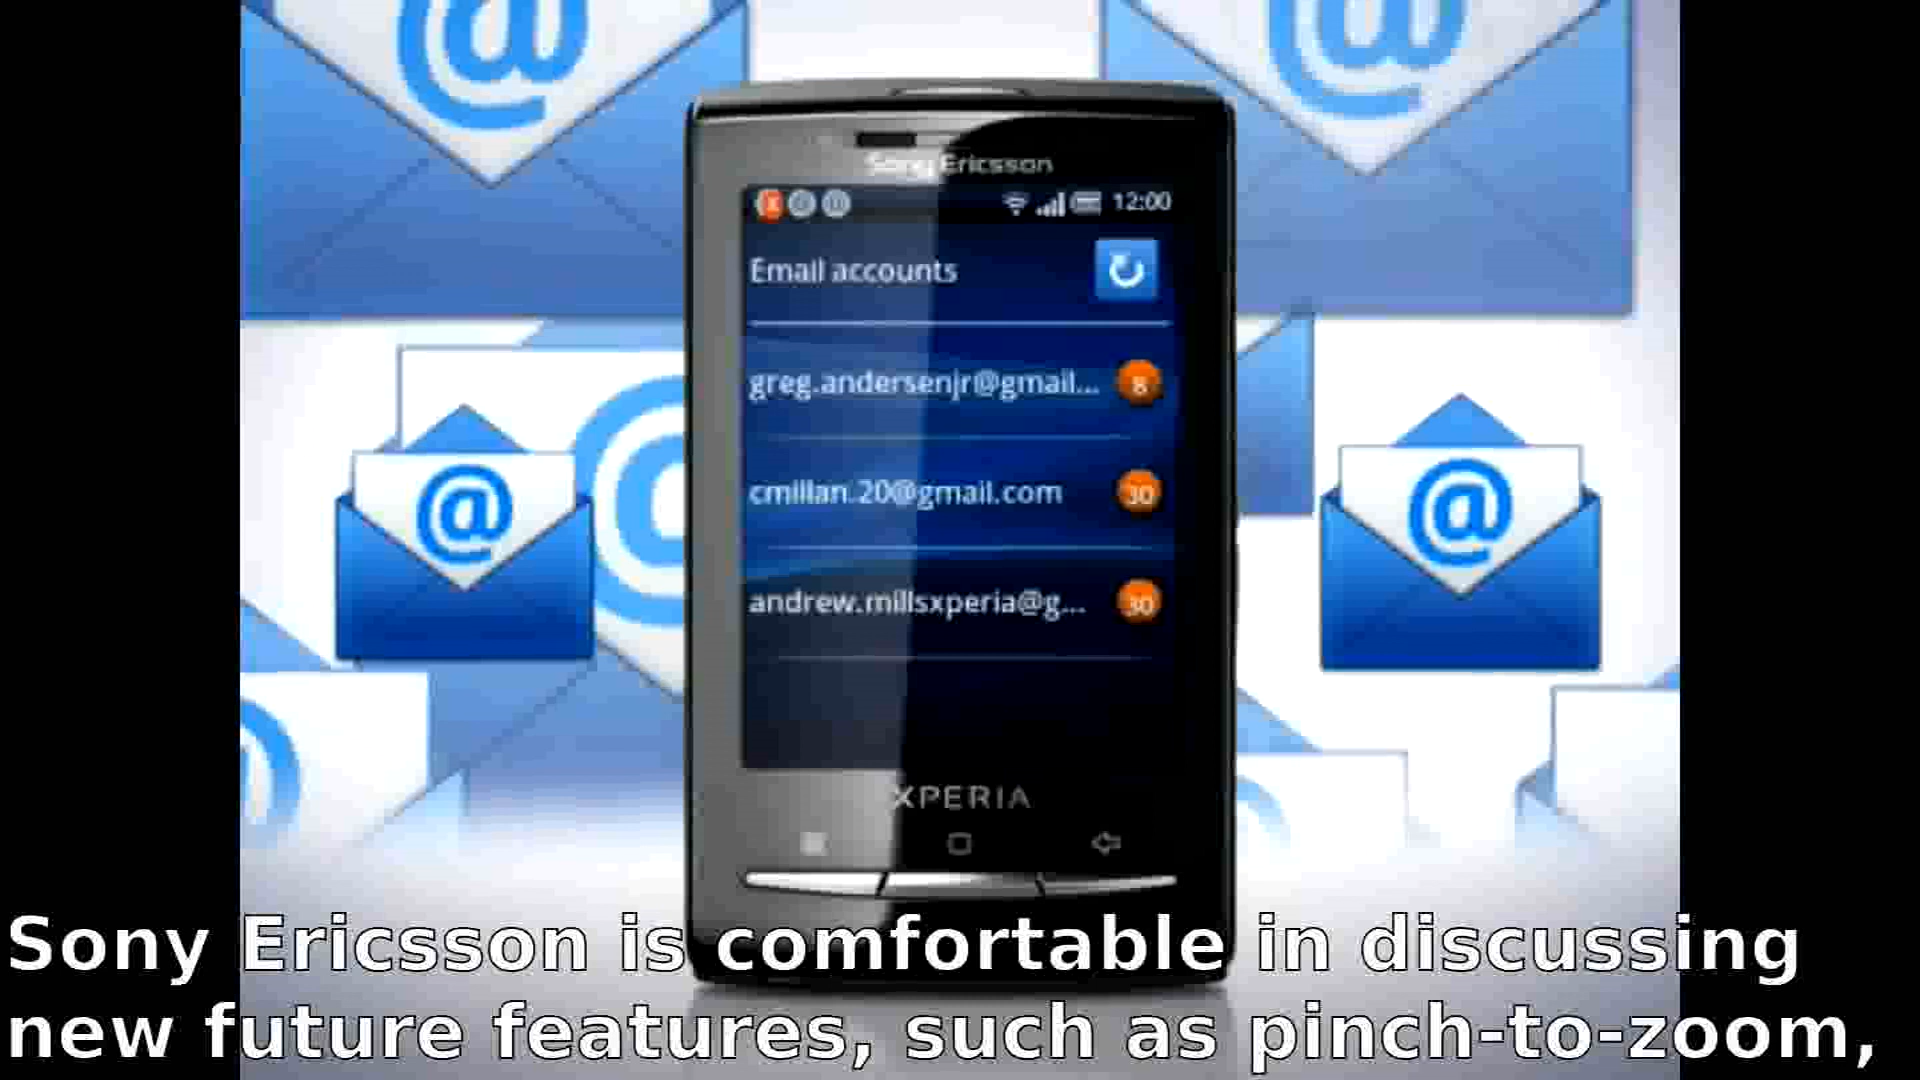 Sony Ericsson
12:00
Email accounts
greg.andersenjr@gmail... 8
cmillan.20@gmail.com 30
andrew.millsxperia@g... 30
XPERIA
Sony Ericsson is comfortable in discussing
new future features, such as pinch-to-zoom,